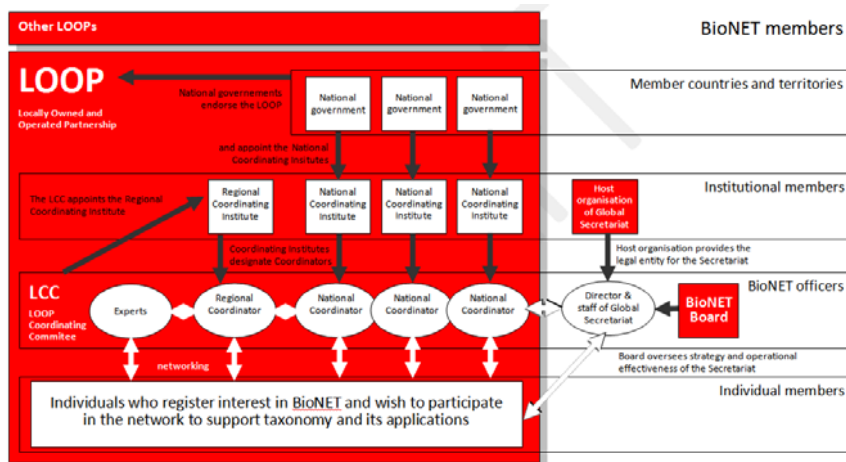 Other LOOPs
BioNET members
LOOP
Locally Owned and
Operated Partnership
National governements
endorse the LOOP
National
government
National
government
National
government
Member countries and territories
and appoint the National
Coordinating Insitutes
The LCC appoints the Regional
Coordinating institute
Regional
Coordinating
Institute
National
Coordinating
Institute
National
Coordinating
Institute
National
Coordinating
Institute
Host
organisation
of Global
Secretariat
Institutional members
Coordinating Institutes
designate Coordinators
Host organisation provides the
legal entity for the Secretariat
LCC
LOOP
Coordinating
Commitee
Experts
Regional
Coordinator
National
Coordinator
National
Coordinator
National
Coordinator
Director &
staff of Global
Secretariat
BioNET
Board
BioNET officers
networking
Board oversees strategy and operational
effectiveness of the Secretariat
Individual members
Individuals who register interest in BioNET and wish to participate
in the network to support taxonomy and its applications